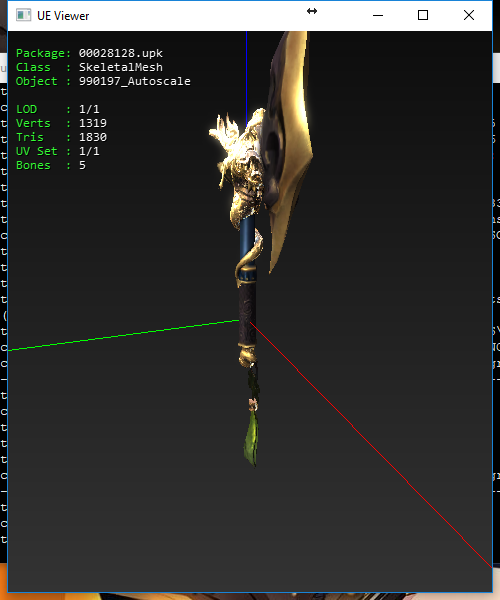 UE Viewer
Package: 00028128.upk
Class  : SkeletalMesh
Object : 990197_Autoscale
LOD    : 1/1
Verts  : 1319
Tris   : 1830
UV Set : 1/1
Bones  : 5